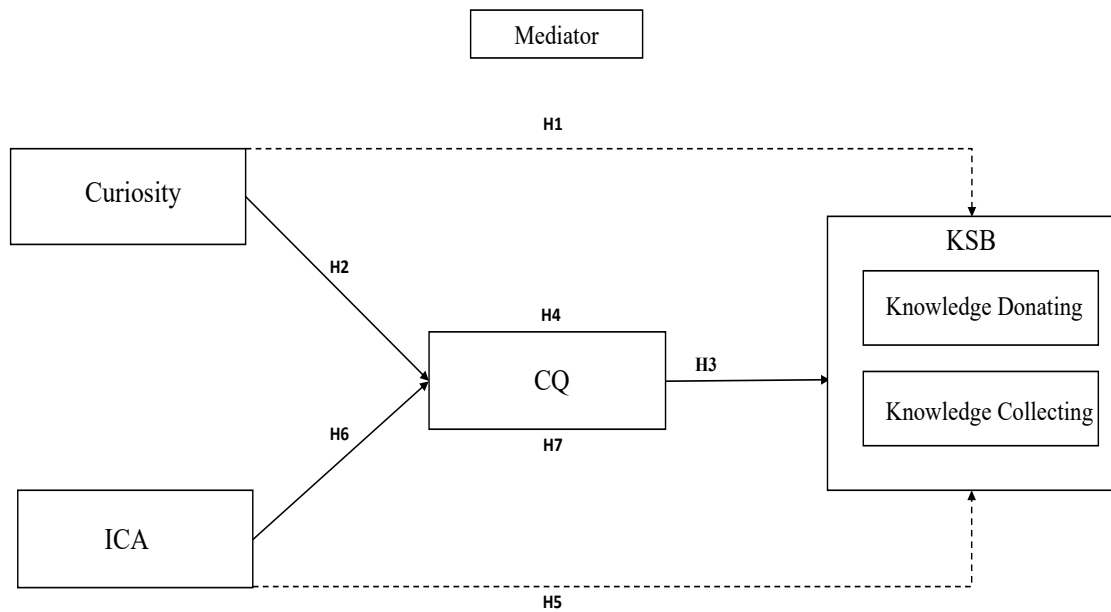 Mediator
H1
Curiosity
KSB
H2
Knowledge Donating
H4
H3
CQ
Knowledge Collecting
H6
H7
ICA
H5